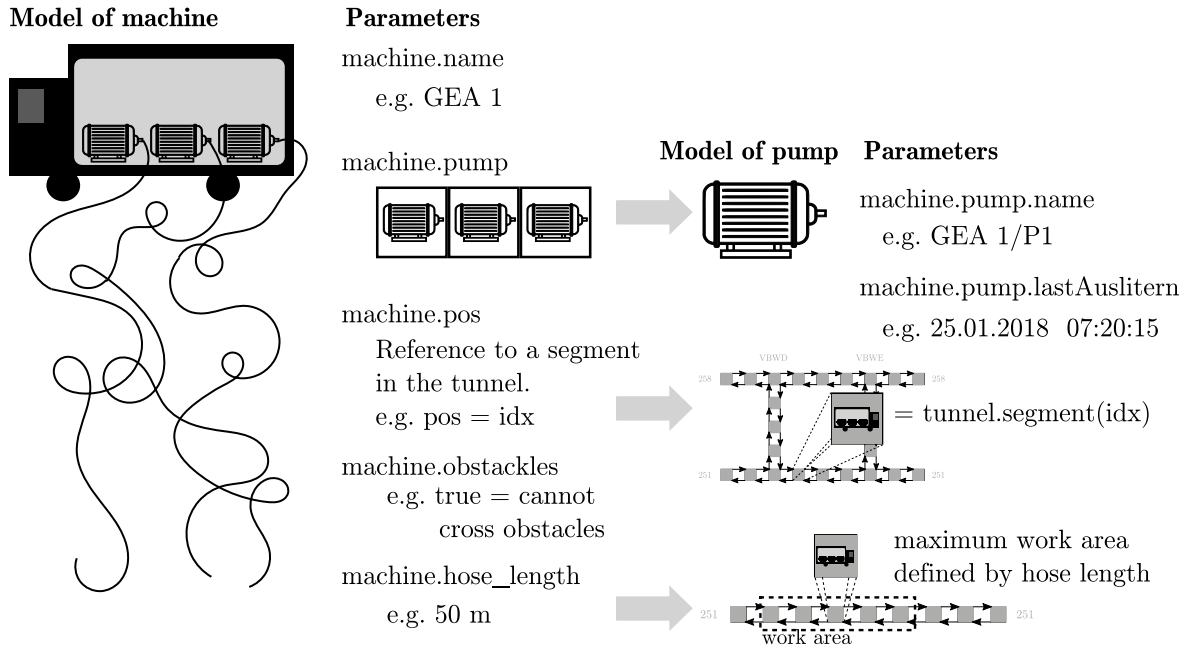 Model of machine
Parameters
machine.name
e.g. GEA 1
machine.pump
Model of pump
Parameters
machine.pump.name
e.g. GEA 1/P1
machine.pump.lastAuslitern
e.g. 25.01.2018 07:20:15
machine.pos
Reference to a segment
in the tunnel.
e.g. pos = idx
VBWD
VBWE
258
258
= tunnel.segment(idx)
251
251
machine.obstackles
e.g. true = cannot
cross obstacles
machine.hose_length
e.g. 50 m
maximum work area
defined by hose length
251
251
work area